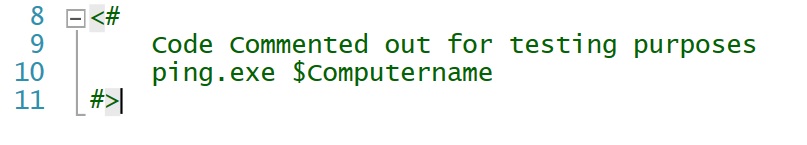 8 <#
9 Code Commented out for testing purposes
10 ping.exe $Computername
11 #>